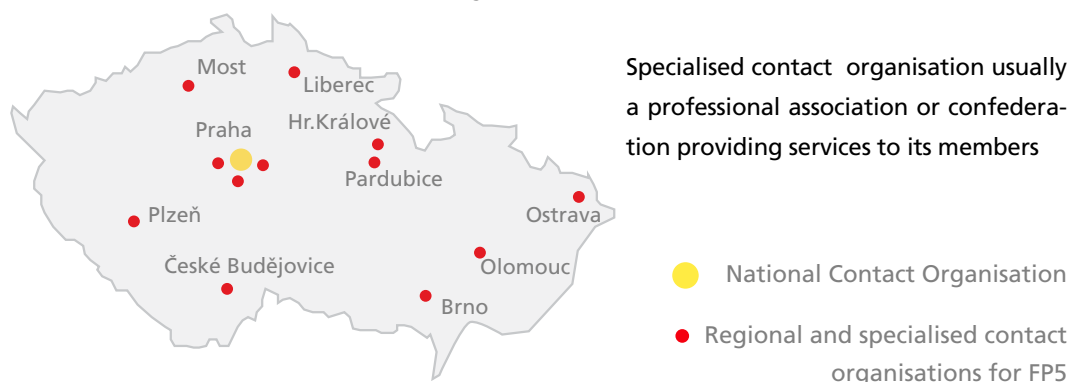 Most
Liberec
Praha
Hr.Králové
Pardubice
Plzeň
Ostrava
České Budějovice
Olomouc
Brno
Specialised contact organisation usually
a professional association or confedera-
tion providing services to its members
National Contact Organisation
Regional and specialised contact
organisations for FP5